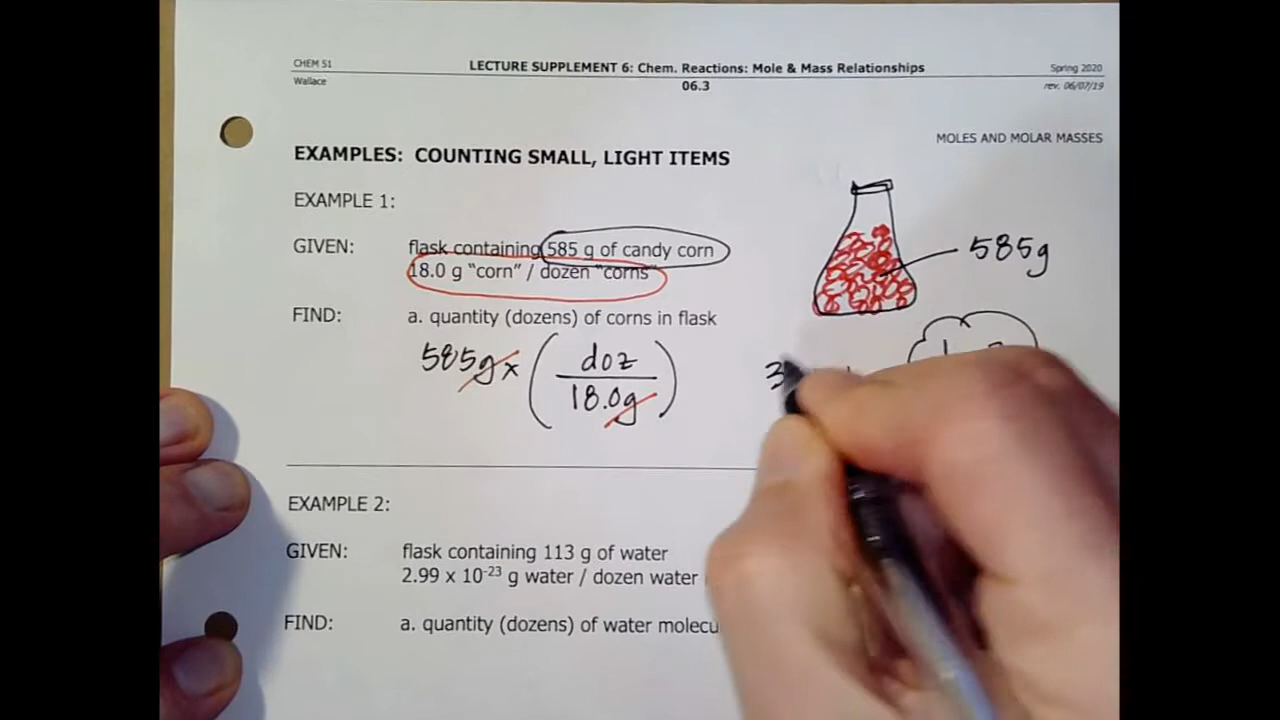 CHEM 51
LECTURE SUPPLEMENT 6: Chem. Reactions: Mole & Mass Relationships
Spring 2020
Wallace
06.3
rev. 06/07/19
MOLES AND MOLAR MASSES
EXAMPLES: COUNTING SMALL, LIGHT ITEMS
EXAMPLE 1:
GIVEN: flask containing 585 g of candy corn
18.0 g "corn" / dozen "corns"
585g
FIND: a. quantity (dozens) of corns in flask
585g x ( doz
18.0g )
3
EXAMPLE 2:
GIVEN: flask containing 113 g of water
2.99 x 10⁻²³ g water / dozen water
FIND: a. quantity (dozens) of water